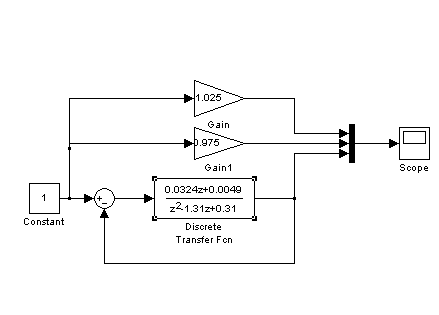 1.025
Gain
0.975
Gain1
0.0324z+0.0049
z2-1.31z+0.31
1
+
-
Constant
Discrete
Transfer Fcn
Scope